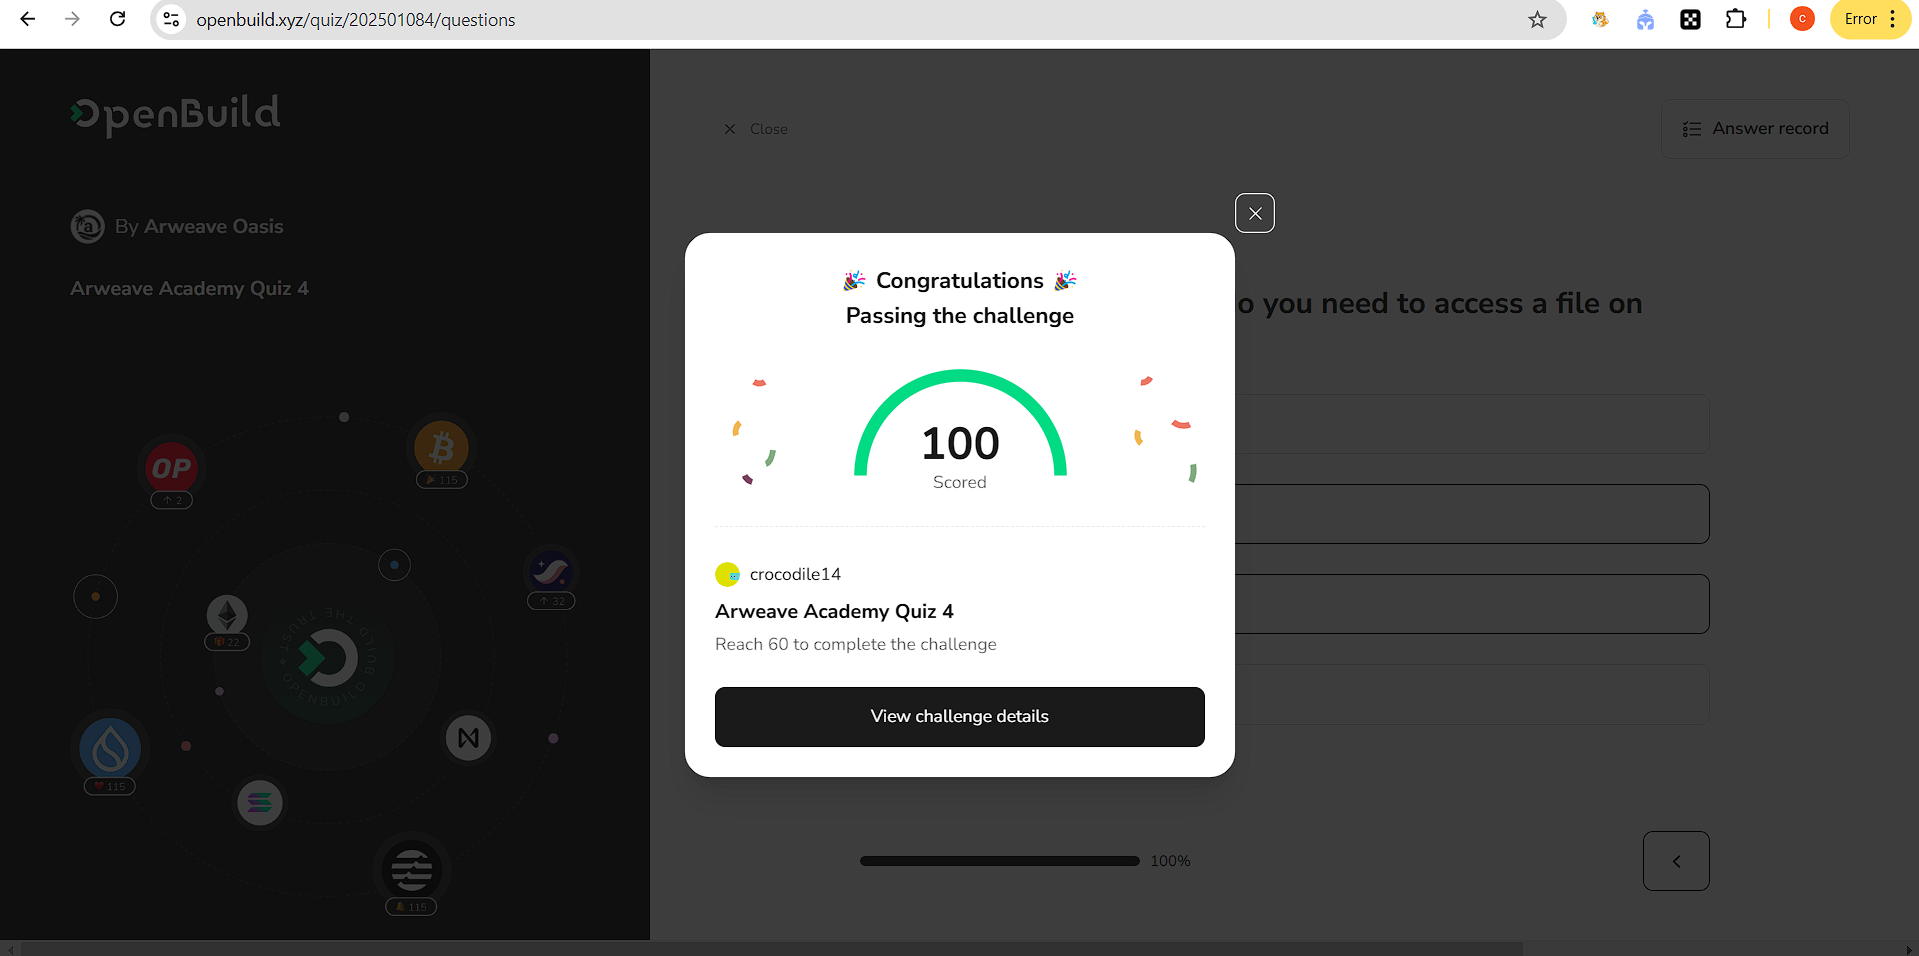 openbuild.xyz/quiz/202501084/questions
C
Error
OpenBuild
Close
Answer record
By Arweave Oasis
Arweave Academy Quiz 4
o you need to access a file on
🎉 Congratulations 🎉
Passing the challenge
100
Scored
crocodile14
Arweave Academy Quiz 4
Reach 60 to complete the challenge
View challenge details
100%
OP
↑ 2
115
↑ 32
22
BUILD THE TRUST • OPENBUILD
115
115